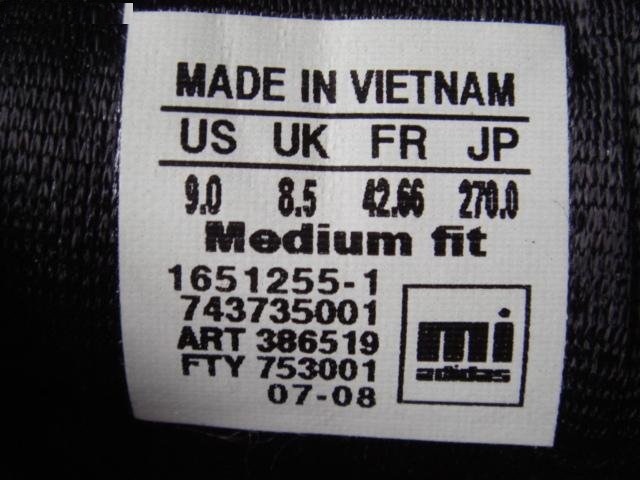 MADE IN VIETNAM
US UK FR JP
9.0 8.5 42.66 270.0
Medium fit
1651255-1
743735001
ART 386519
FTY 753001
07-08
mi
adidas